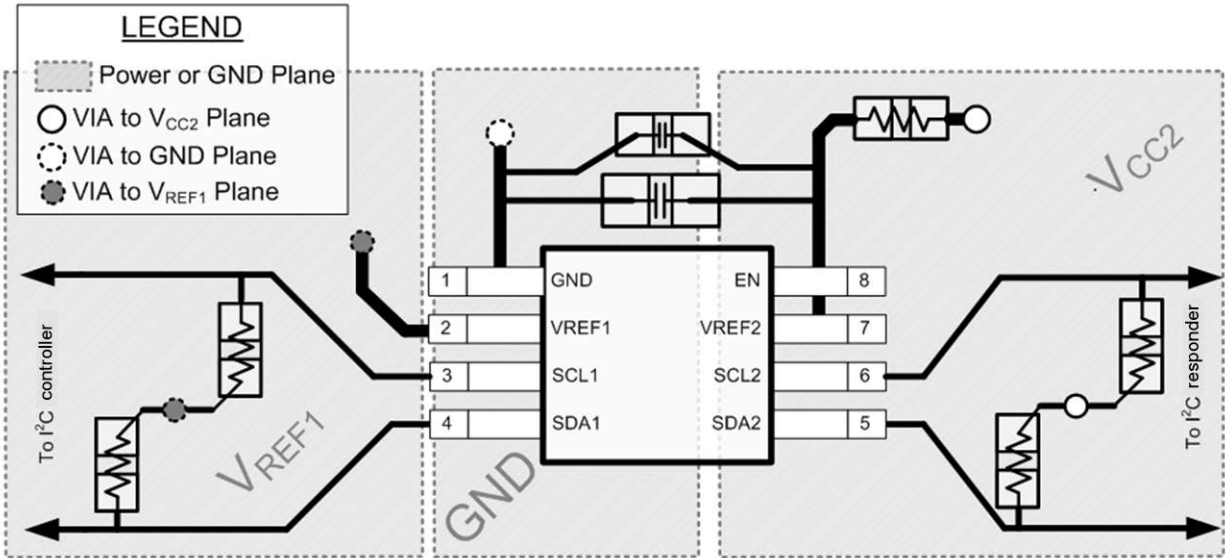 LEGEND
Power or GND Plane
VIA to VCC2 Plane
VIA to GND Plane
VIA to VREF1 Plane
VCC2
1 GND EN 8
2 VREF1 VREF2 7
3 SCL1 SCL2 6
4 SDA1 SDA2 5
To I²C controller
To I²C responder
VREF1
GND